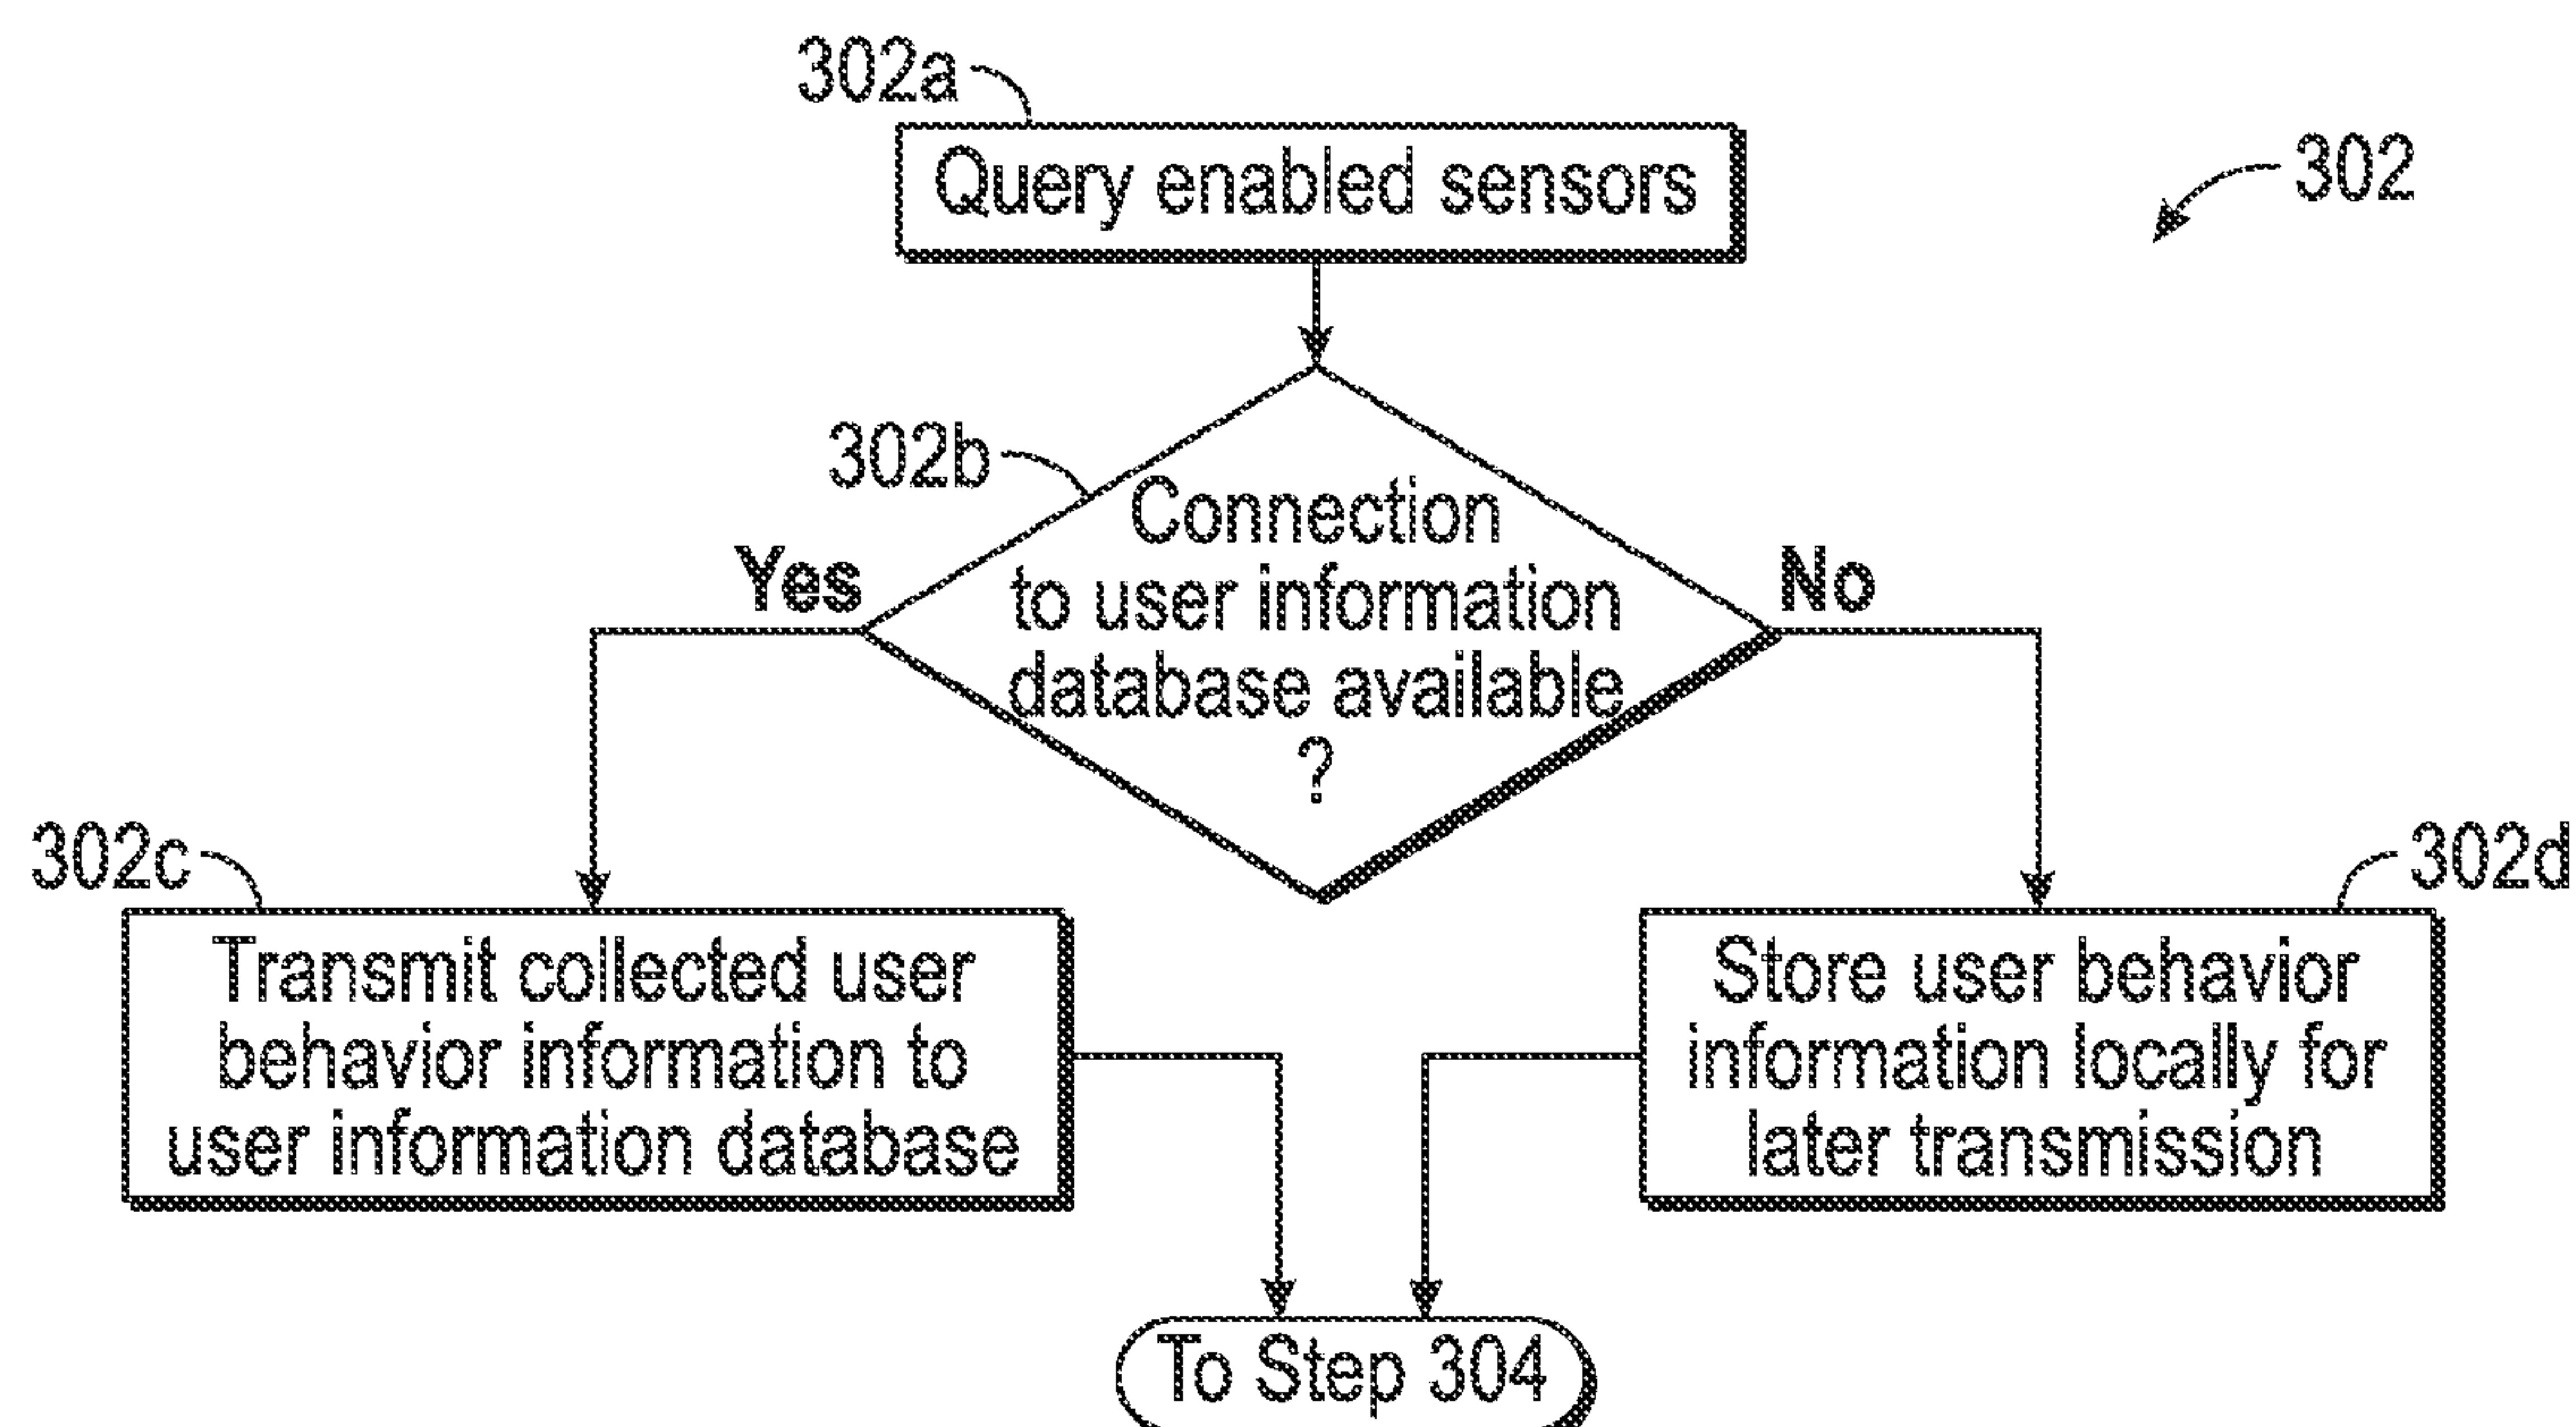 302a
Query enabled sensors
302
302b
Connection
to user information
database available
?
Yes
No
302c
Transmit collected user
behavior information to
user information database
302d
Store user behavior
information locally for
later transmission
To Step 304